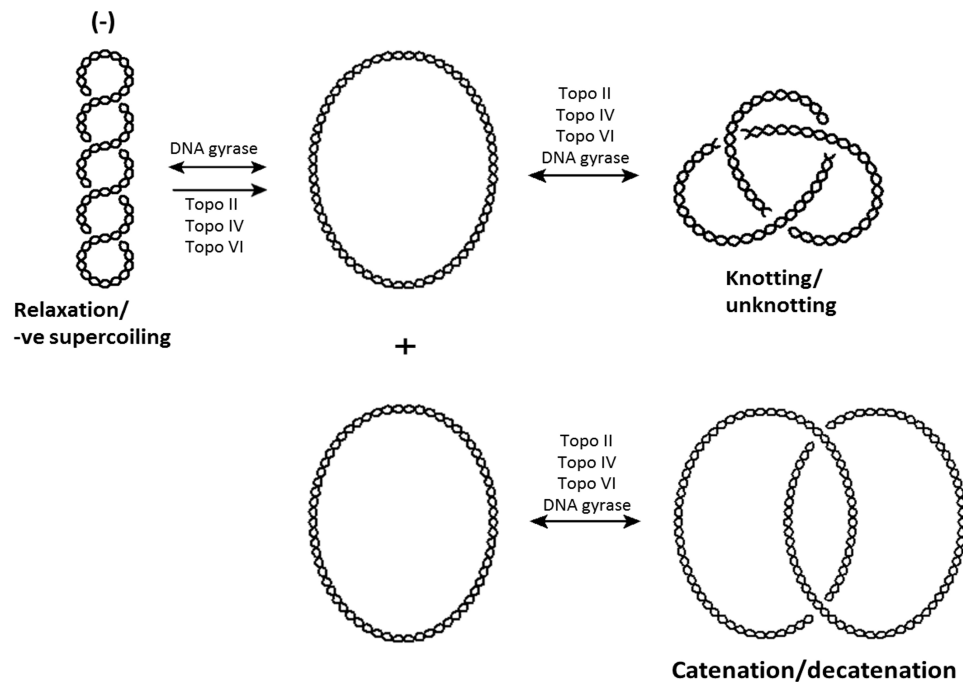 (-)
DNA gyrase
Topo II
Topo IV
Topo VI
Relaxation/
-ve supercoiling
Topo II
Topo IV
Topo VI
DNA gyrase
Knotting/
unknotting
+
Topo II
Topo IV
Topo VI
DNA gyrase
Catenation/decatenation